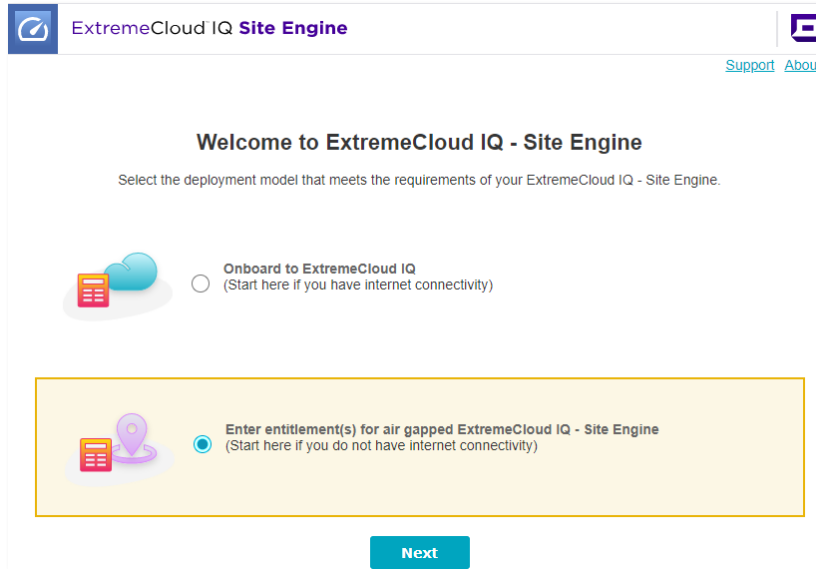 ExtremeCloud IQ Site Engine
Support Abou
Welcome to ExtremeCloud IQ - Site Engine
Select the deployment model that meets the requirements of your ExtremeCloud IQ - Site Engine.
Onboard to ExtremeCloud IQ
(Start here if you have internet connectivity)
Enter entitlement(s) for air gapped ExtremeCloud IQ - Site Engine
(Start here if you do not have internet connectivity)
Next